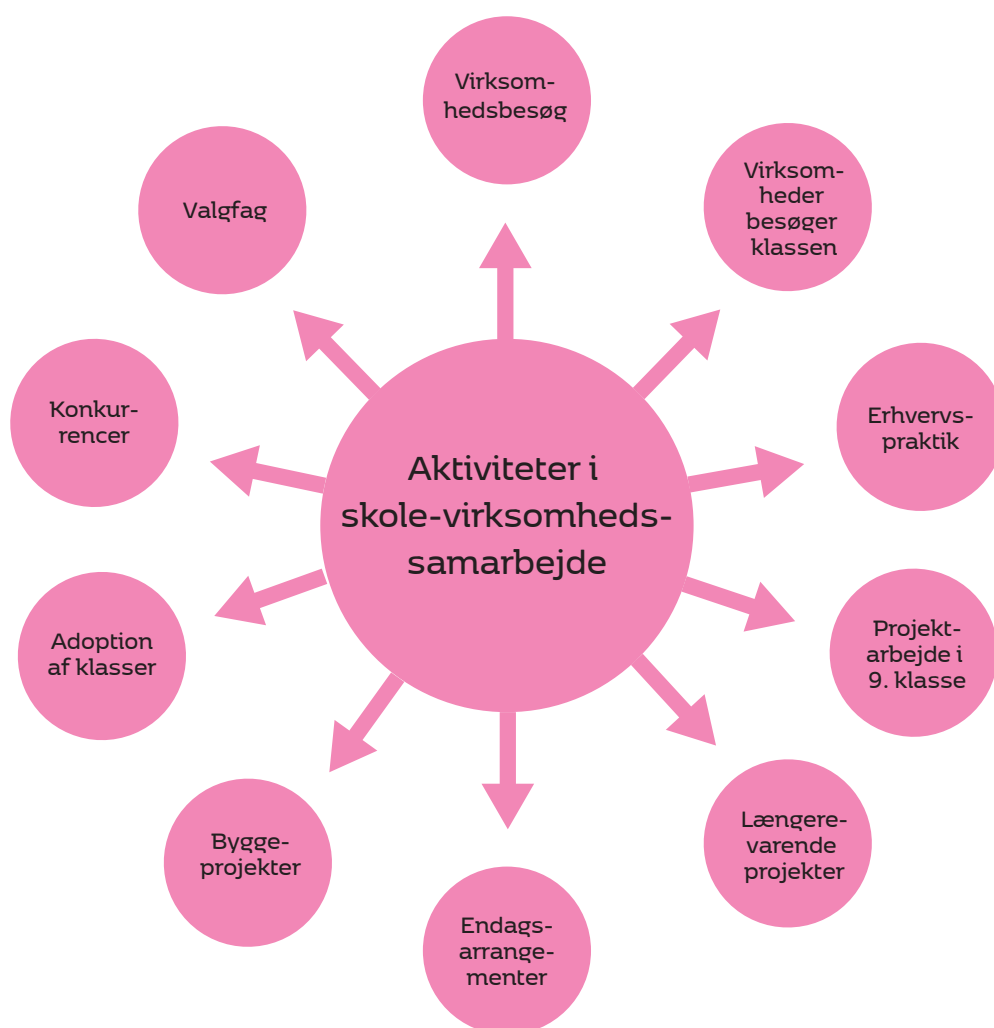 Virksom-
hedsbesøg
Virksom-
heder
besøger
klassen
Valgfag
Erhvervs-
praktik
Konkur-
rencer
Aktiviteter i
skole-virksomheds-
samarbejde
Projekt-
arbejde i
9. klasse
Adoption
af klasser
Længere-
varende
projekter
Bygge-
projekter
Endags-
arrange-
menter